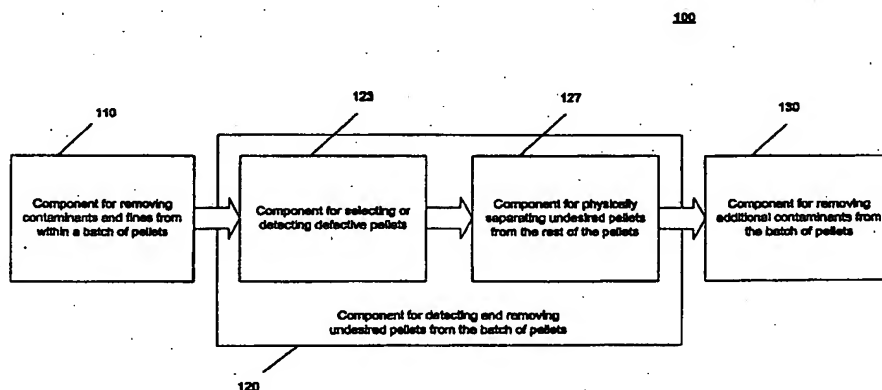 100
110
123
127
130
Component for removing
contaminants and fines from
within a batch of pellets
Component for selecting or
detecting defective pellets
Component for physically
separating undesired pellets
from the rest of the pellets
Component for removing
additional contaminants from
the batch of pellets
Component for detecting and removing
undesired pellets from the batch of pellets
120